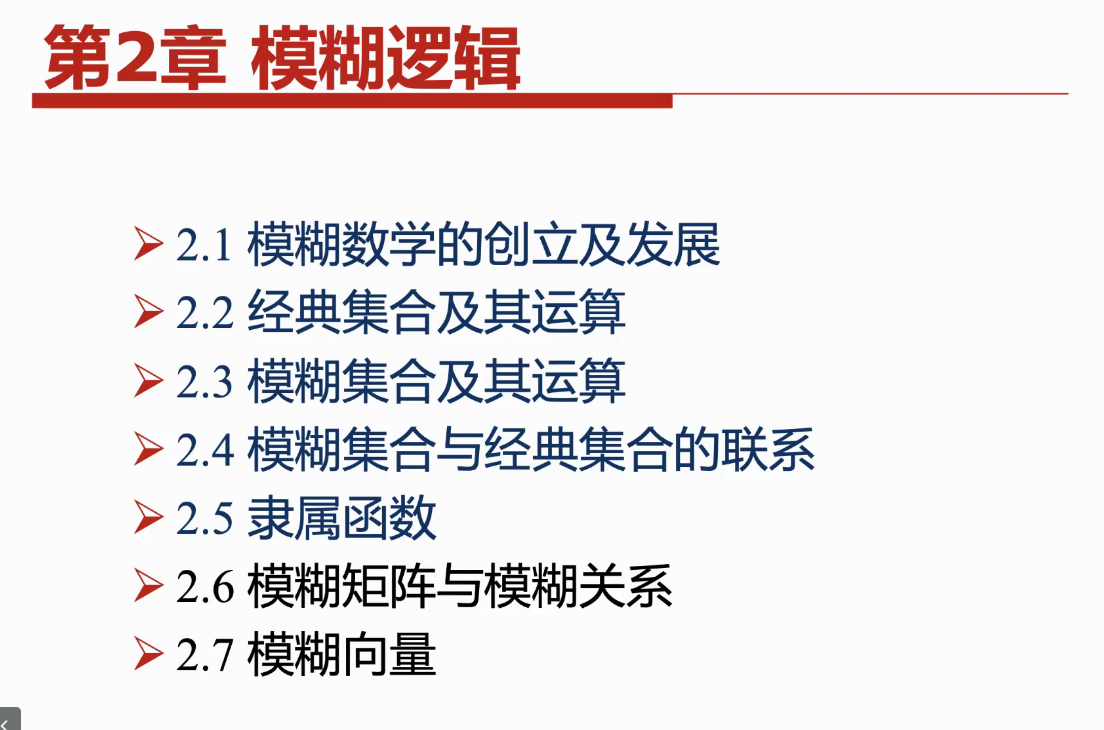 第2章 模糊逻辑
2.1 模糊数学的创立及发展
2.2 经典集合及其运算
2.3 模糊集合及其运算
2.4 模糊集合与经典集合的联系
2.5 隶属函数
2.6 模糊矩阵与模糊关系
2.7 模糊向量